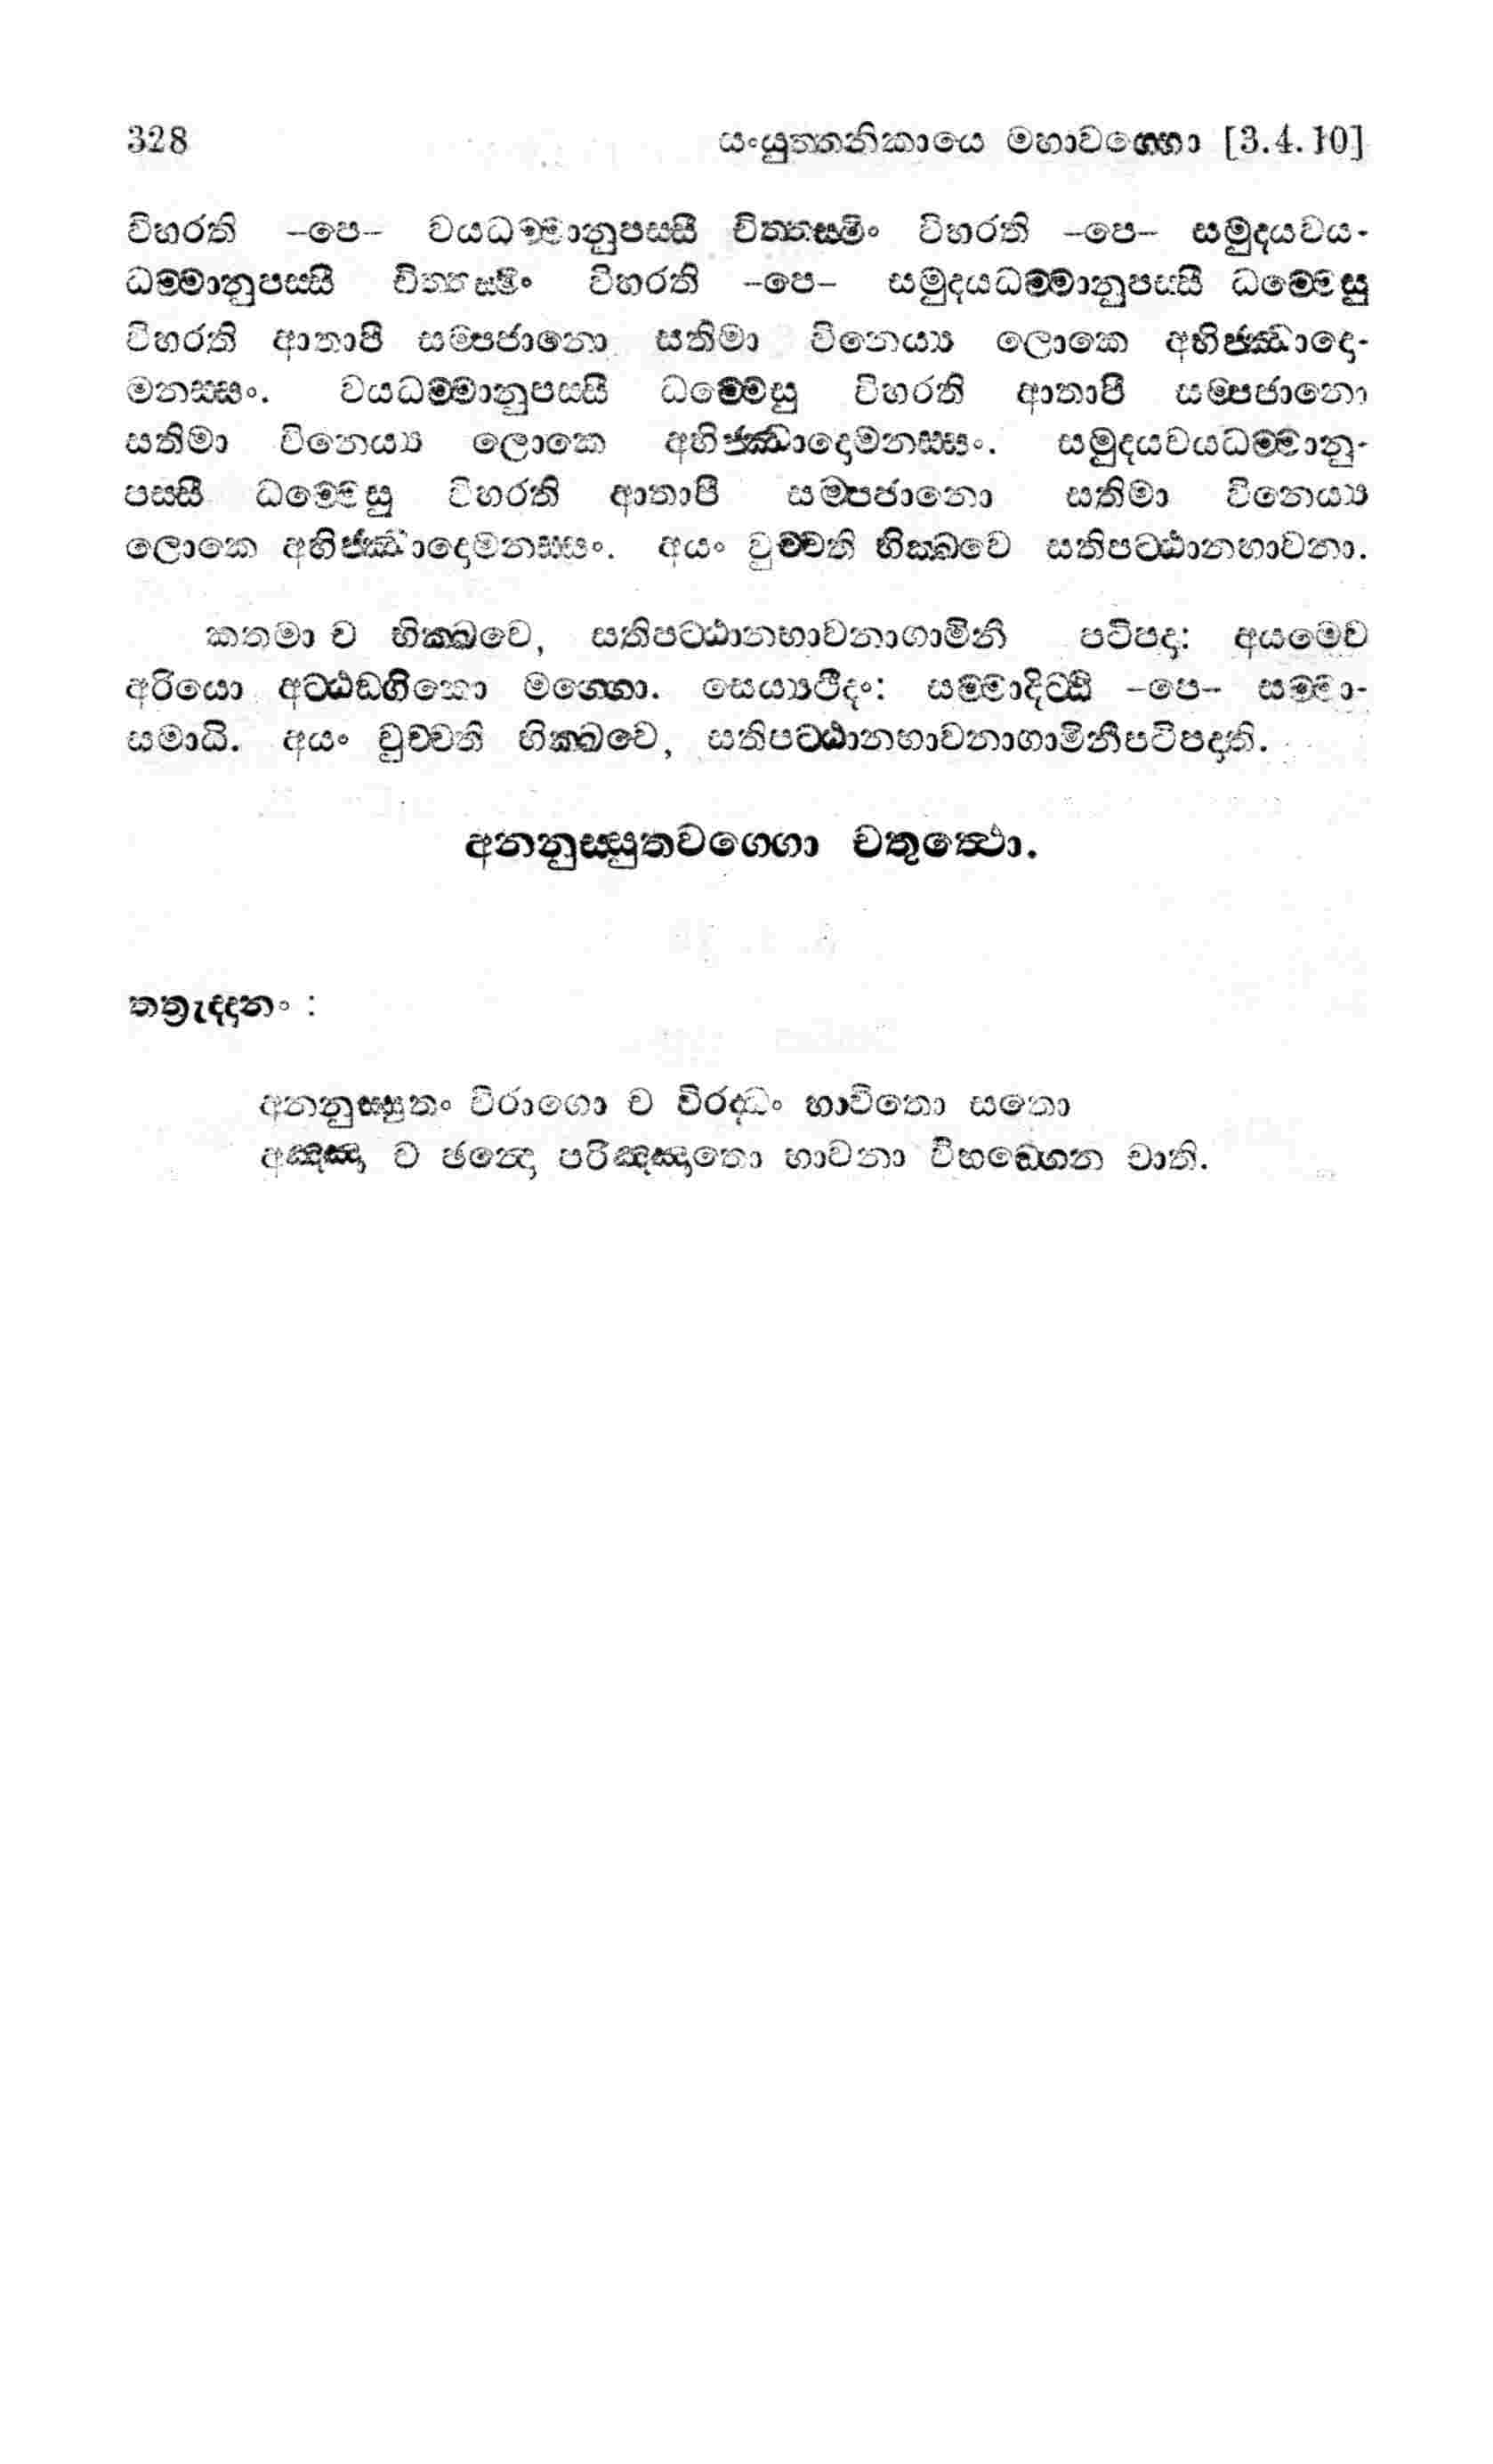 328 යංයුත්තනිකායෙ මහාවග්ගො [3.4.10]
විහරති -පෙ- වයධම්මානුපස්සී චිත්තස්මිං විහරති -පෙ- සමුදයවය-
ධම්මානුපස්සී චිත්තස්මිං විහරති -පෙ- සමුදයධම්මානුපස්සී ධම්මෙසු
විහරති ආතාපී සම්පජානො සතිමා විනෙය්‍ය ලොකෙ අභිජ්ඣාදො-
මනස්සං. වයධම්මානුපස්සී ධම්මෙසු විහරති ආතාපී සම්පජානො
සතිමා විනෙය්‍ය ලොකෙ අභිජ්ඣාදොමනස්සං. සමුදයවයධම්මානු-
පස්සී ධම්මෙසු විහරති ආතාපී සම්පජානො සතිමා විනෙය්‍ය
ලොකෙ අභිජ්ඣාදොමනස්සං. අයං වුච්චති භික්ඛවෙ සතිපට්ඨානභාවනා.
කතමා ච භික්ඛවෙ, සතිපට්ඨානභාවනාගාමිනි පටිපදා: අයමෙව
අරියො අට්ඨඞ්ගිකො මග්ගො. සෙය්‍යථීදං: සම්මාදිට්ඨි -පෙ- සම්මා-
සමාධි. අයං වුච්චති භික්ඛවෙ, සතිපට්ඨානභාවනාගාමිනීපටිපදාති.
අනනුස්සුතවග්ගො චතුත්ථො.
තත්‍රැද්දානං :
අනනුස්සුතං විරාගො ච විරද්ධං භාවිතො සතො
අඤ්ඤා ච ඡන්දො පරිඤ්ඤාතො භාවනා විභඞ්ගෙන චාති.